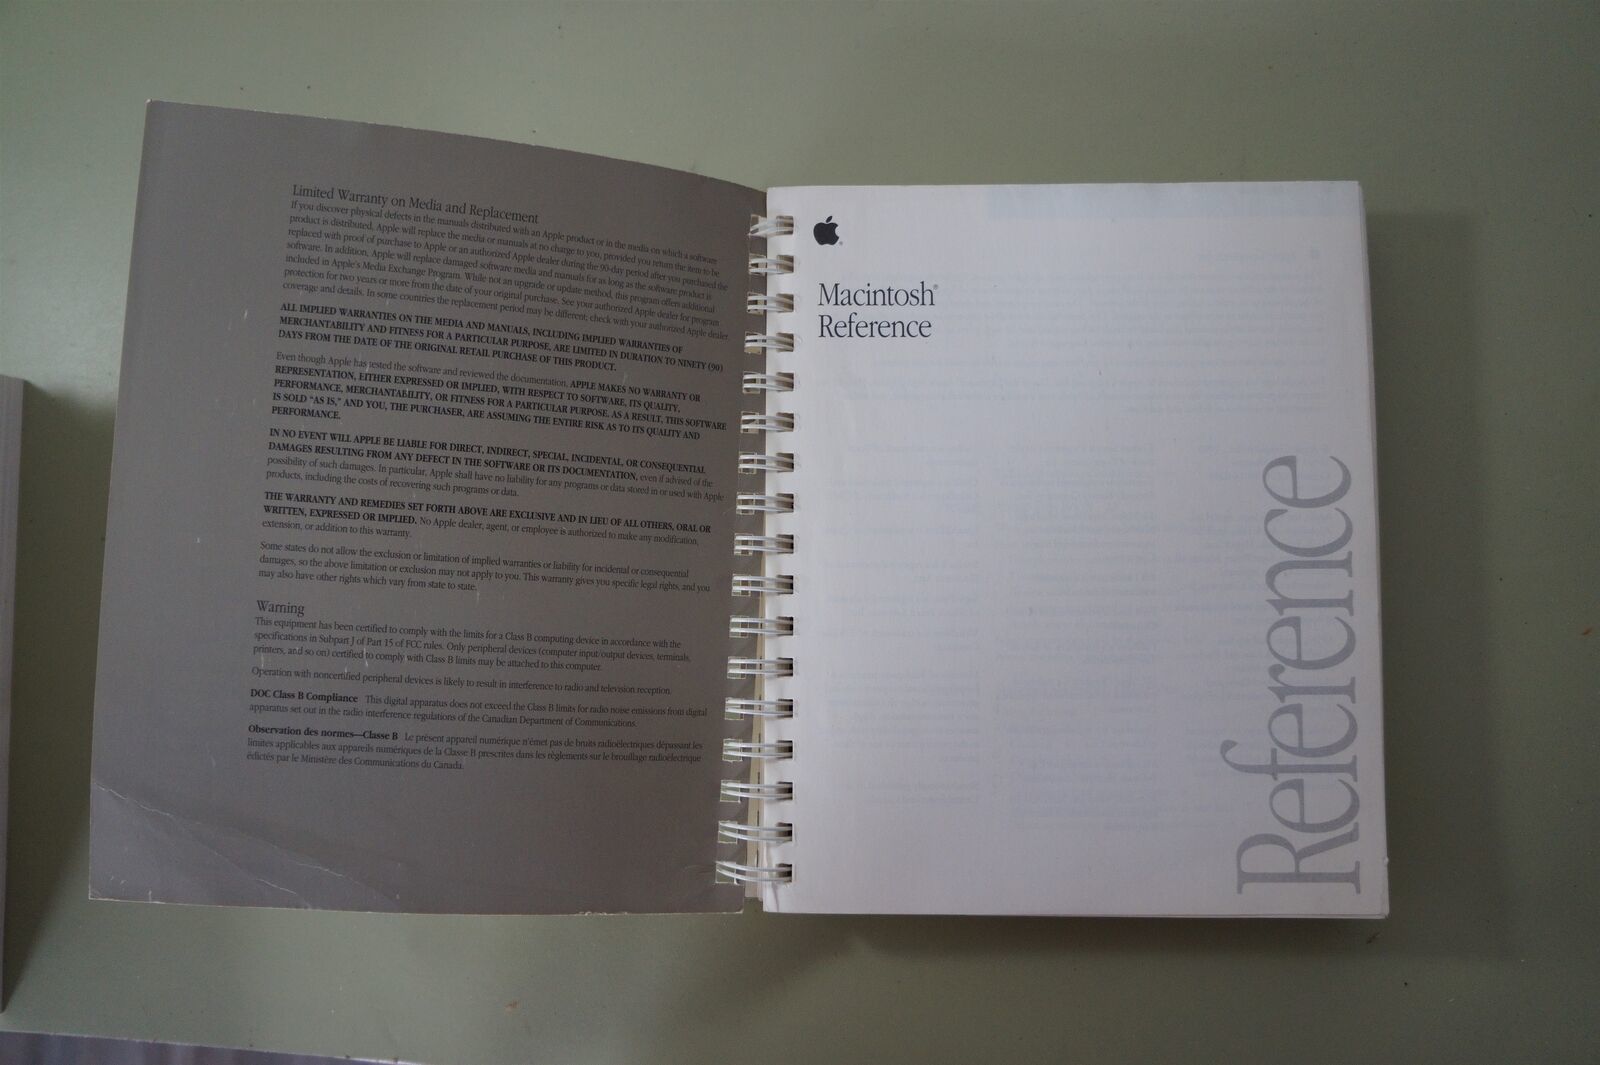 Limited Warranty on Media and Replacement
If you discover physical defects in the manuals distributed with an Apple product or in the media on which a software
product is distributed, Apple will replace the media or manuals at no charge to you, provided you return the item to be
replaced with proof of purchase to Apple or an authorized Apple dealer during the 90-day period after you purchased the
software. In addition, Apple will replace damaged software media and manuals for as long as the software product is
included in Apple's Media Exchange Program. While not an upgrade or update method, this program offers additional
protection for two years or more from the date of your original purchase. See your authorized Apple dealer for program
coverage and details. In some countries the replacement period may be different; check with your authorized Apple dealer.
ALL IMPLIED WARRANTIES ON THE MEDIA AND MANUALS, INCLUDING IMPLIED WARRANTIES OF
MERCHANTABILITY AND FITNESS FOR A PARTICULAR PURPOSE, ARE LIMITED IN DURATION TO NINETY (90)
DAYS FROM THE DATE OF THE ORIGINAL RETAIL PURCHASE OF THIS PRODUCT.
Even though Apple has tested the software and reviewed the documentation, APPLE MAKES NO WARRANTY OR
REPRESENTATION, EITHER EXPRESSED OR IMPLIED, WITH RESPECT TO SOFTWARE, ITS QUALITY,
PERFORMANCE, MERCHANTABILITY, OR FITNESS FOR A PARTICULAR PURPOSE. AS A RESULT, THIS SOFTWARE
IS SOLD "AS IS," AND YOU, THE PURCHASER, ARE ASSUMING THE ENTIRE RISK AS TO ITS QUALITY AND
PERFORMANCE.
IN NO EVENT WILL APPLE BE LIABLE FOR DIRECT, INDIRECT, SPECIAL, INCIDENTAL, OR CONSEQUENTIAL
DAMAGES RESULTING FROM ANY DEFECT IN THE SOFTWARE OR ITS DOCUMENTATION, even if advised of the
possibility of such damages. In particular, Apple shall have no liability for any programs or data stored in or used with Apple
products, including the costs of recovering such programs or data.
THE WARRANTY AND REMEDIES SET FORTH ABOVE ARE EXCLUSIVE AND IN LIEU OF ALL OTHERS, ORAL OR
WRITTEN, EXPRESSED OR IMPLIED. No Apple dealer, agent, or employee is authorized to make any modification,
extension, or addition to this warranty.
Some states do not allow the exclusion or limitation of implied warranties or liability for incidental or consequential
damages, so the above limitation or exclusion may not apply to you. This warranty gives you specific legal rights, and you
may also have other rights which vary from state to state.
Warning
This equipment has been certified to comply with the limits for a Class B computing device in accordance with the
specifications in Subpart J of Part 15 of FCC rules. Only peripheral devices (computer input/output devices, terminals,
printers, and so on) certified to comply with Class B limits may be attached to this computer.
Operation with noncertified peripheral devices is likely to result in interference to radio and television reception.
DOC Class B Compliance This digital apparatus does not exceed the Class B limits for radio noise emissions from digital
apparatus set out in the radio interference regulations of the Canadian Department of Communications.
Observation des normes—Classe B Le présent appareil numérique n'émet pas de bruits radioélectriques dépassant les
limites applicables aux appareils numériques de la Classe B prescrites dans les règlements sur le brouillage radioélectrique
édictés par le Ministère des Communications du Canada.
Macintosh®
Reference
Reference